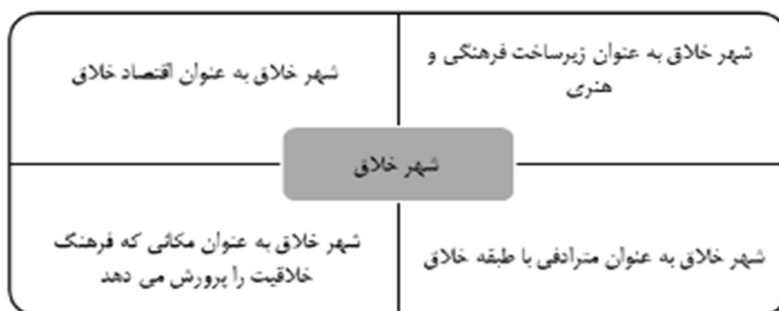 شهر خلاق به عنوان زیرساخت فرهنگی و
هنری
شهر خلاق به عنوان اقتصاد خلاق
شهر خلاق
شهر خلاق به عنوان مترادفی با طبقه خلاق
شهر خلاق به عنوان مکانی که فرهنگ
خلاقیت را پرورش می دهد